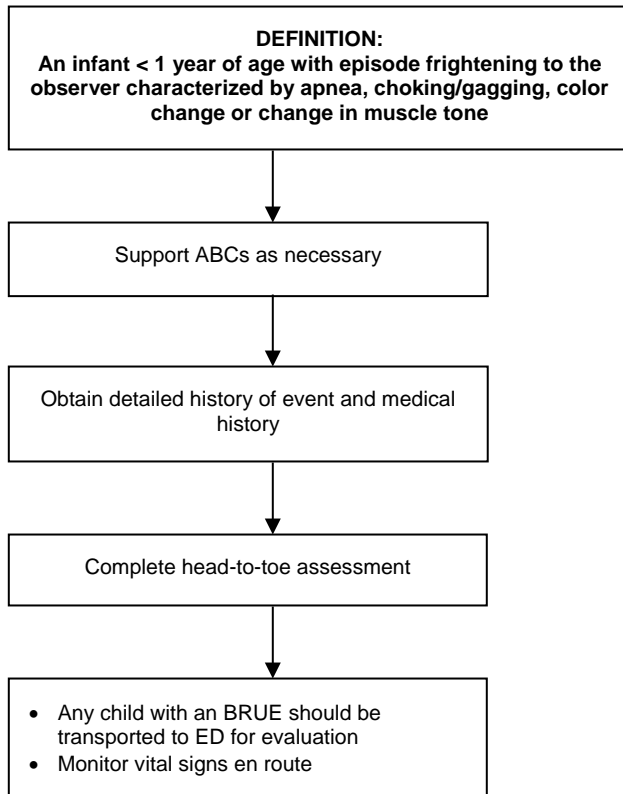 DEFINITION:
An infant < 1 year of age with episode frightening to the
observer characterized by apnea, choking/gagging, color
change or change in muscle tone
Support ABCs as necessary
Obtain detailed history of event and medical
history
Complete head-to-toe assessment
• Any child with an BRUE should be
transported to ED for evaluation
• Monitor vital signs en route